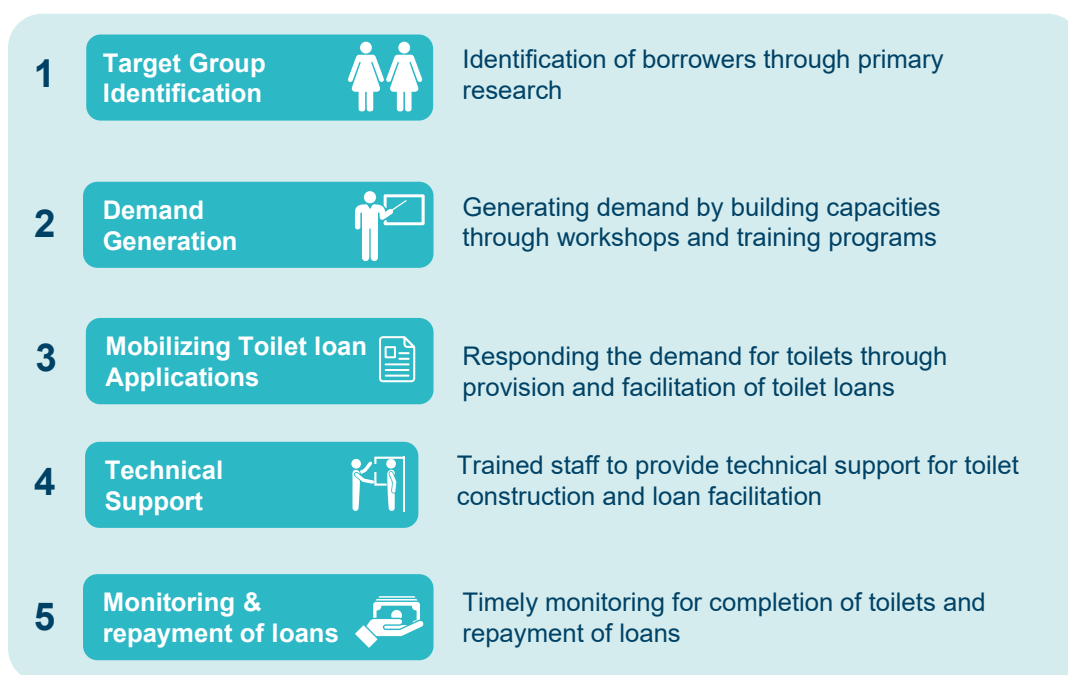 1
Target Group
Identification
Identification of borrowers through primary
research
2
Demand
Generation
Generating demand by building capacities
through workshops and training programs
3
Mobilizing Toilet loan
Applications
Responding the demand for toilets through
provision and facilitation of toilet loans
4
Technical
Support
Trained staff to provide technical support for toilet
construction and loan facilitation
5
Monitoring &
repayment of loans
Timely monitoring for completion of toilets and
repayment of loans